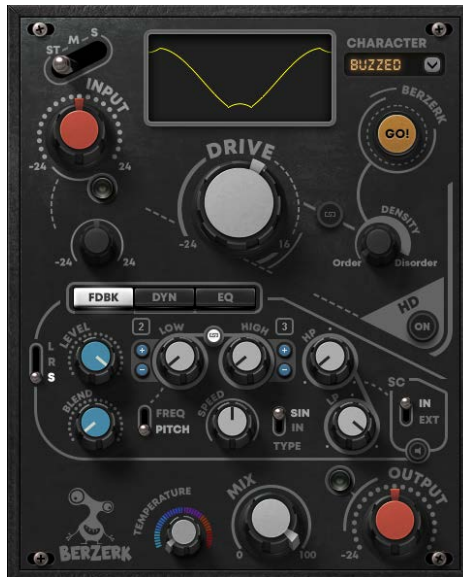 ST M S
CHARACTER
BUZZED
INPUT
-24 24
BERZERK
GO!
DRIVE
-24 16
-24 24
DENSITY
Order Disorder
HD
ON
FDBK DYN EQ
L
R
S
LEVEL
2 LOW HIGH 3 HP
+ +
- -
BLEND
FREQ
PITCH
SPEED
SIN
IN
TYPE
LP
SC
IN
EXT
BERZERK
TEMPERATURE
MIX
0 100
OUTPUT
-24